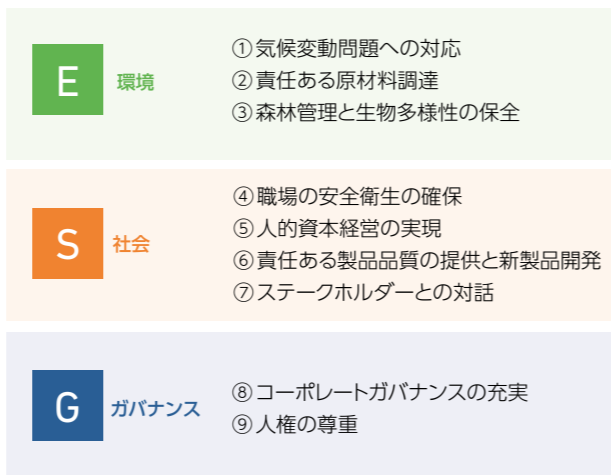 E 環境
①気候変動問題への対応
②責任ある原材料調達
③森林管理と生物多様性の保全
S 社会
④職場の安全衛生の確保
⑤人的資本経営の実現
⑥責任ある製品品質の提供と新製品開発
⑦ステークホルダーとの対話
G ガバナンス
⑧コーポレートガバナンスの充実
⑨人権の尊重